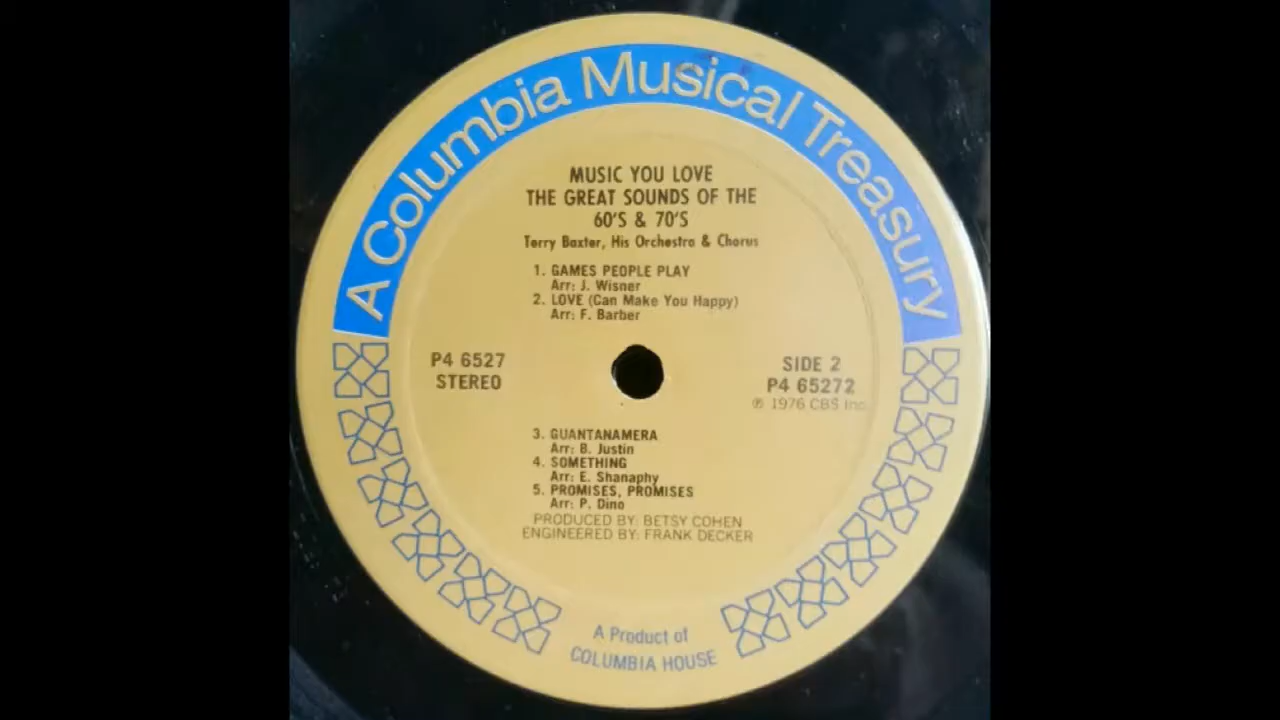 A Columbia Musical Treasury
MUSIC YOU LOVE
THE GREAT SOUNDS OF THE
60'S & 70'S
Terry Baxter, His Orchestra & Chorus
1. GAMES PEOPLE PLAY
Arr: J. Wisner
2. LOVE (Can Make You Happy)
Arr: F. Barber
P4 6527
STEREO
SIDE 2
P4 65272
℗ 1976 CBS Inc.
3. GUANTANAMERA
Arr: B. Justin
4. SOMETHING
Arr: E. Shanaphy
5. PROMISES, PROMISES
Arr: P. Dino
PRODUCED BY: BETSY COHEN
ENGINEERED BY: FRANK DECKER
A Product of
COLUMBIA HOUSE